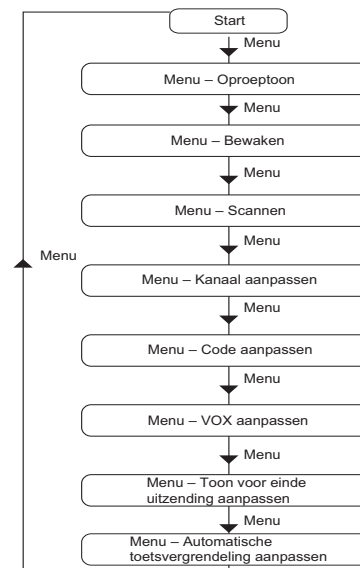 Start
Menu
Menu – Oproeptoon
Menu
Menu – Bewaken
Menu
Menu – Scannen
Menu
Menu
Menu – Kanaal aanpassen
Menu
Menu – Code aanpassen
Menu
Menu – VOX aanpassen
Menu
Menu – Toon voor einde
uitzending aanpassen
Menu
Menu – Automatische
toetsvergrendeling aanpassen